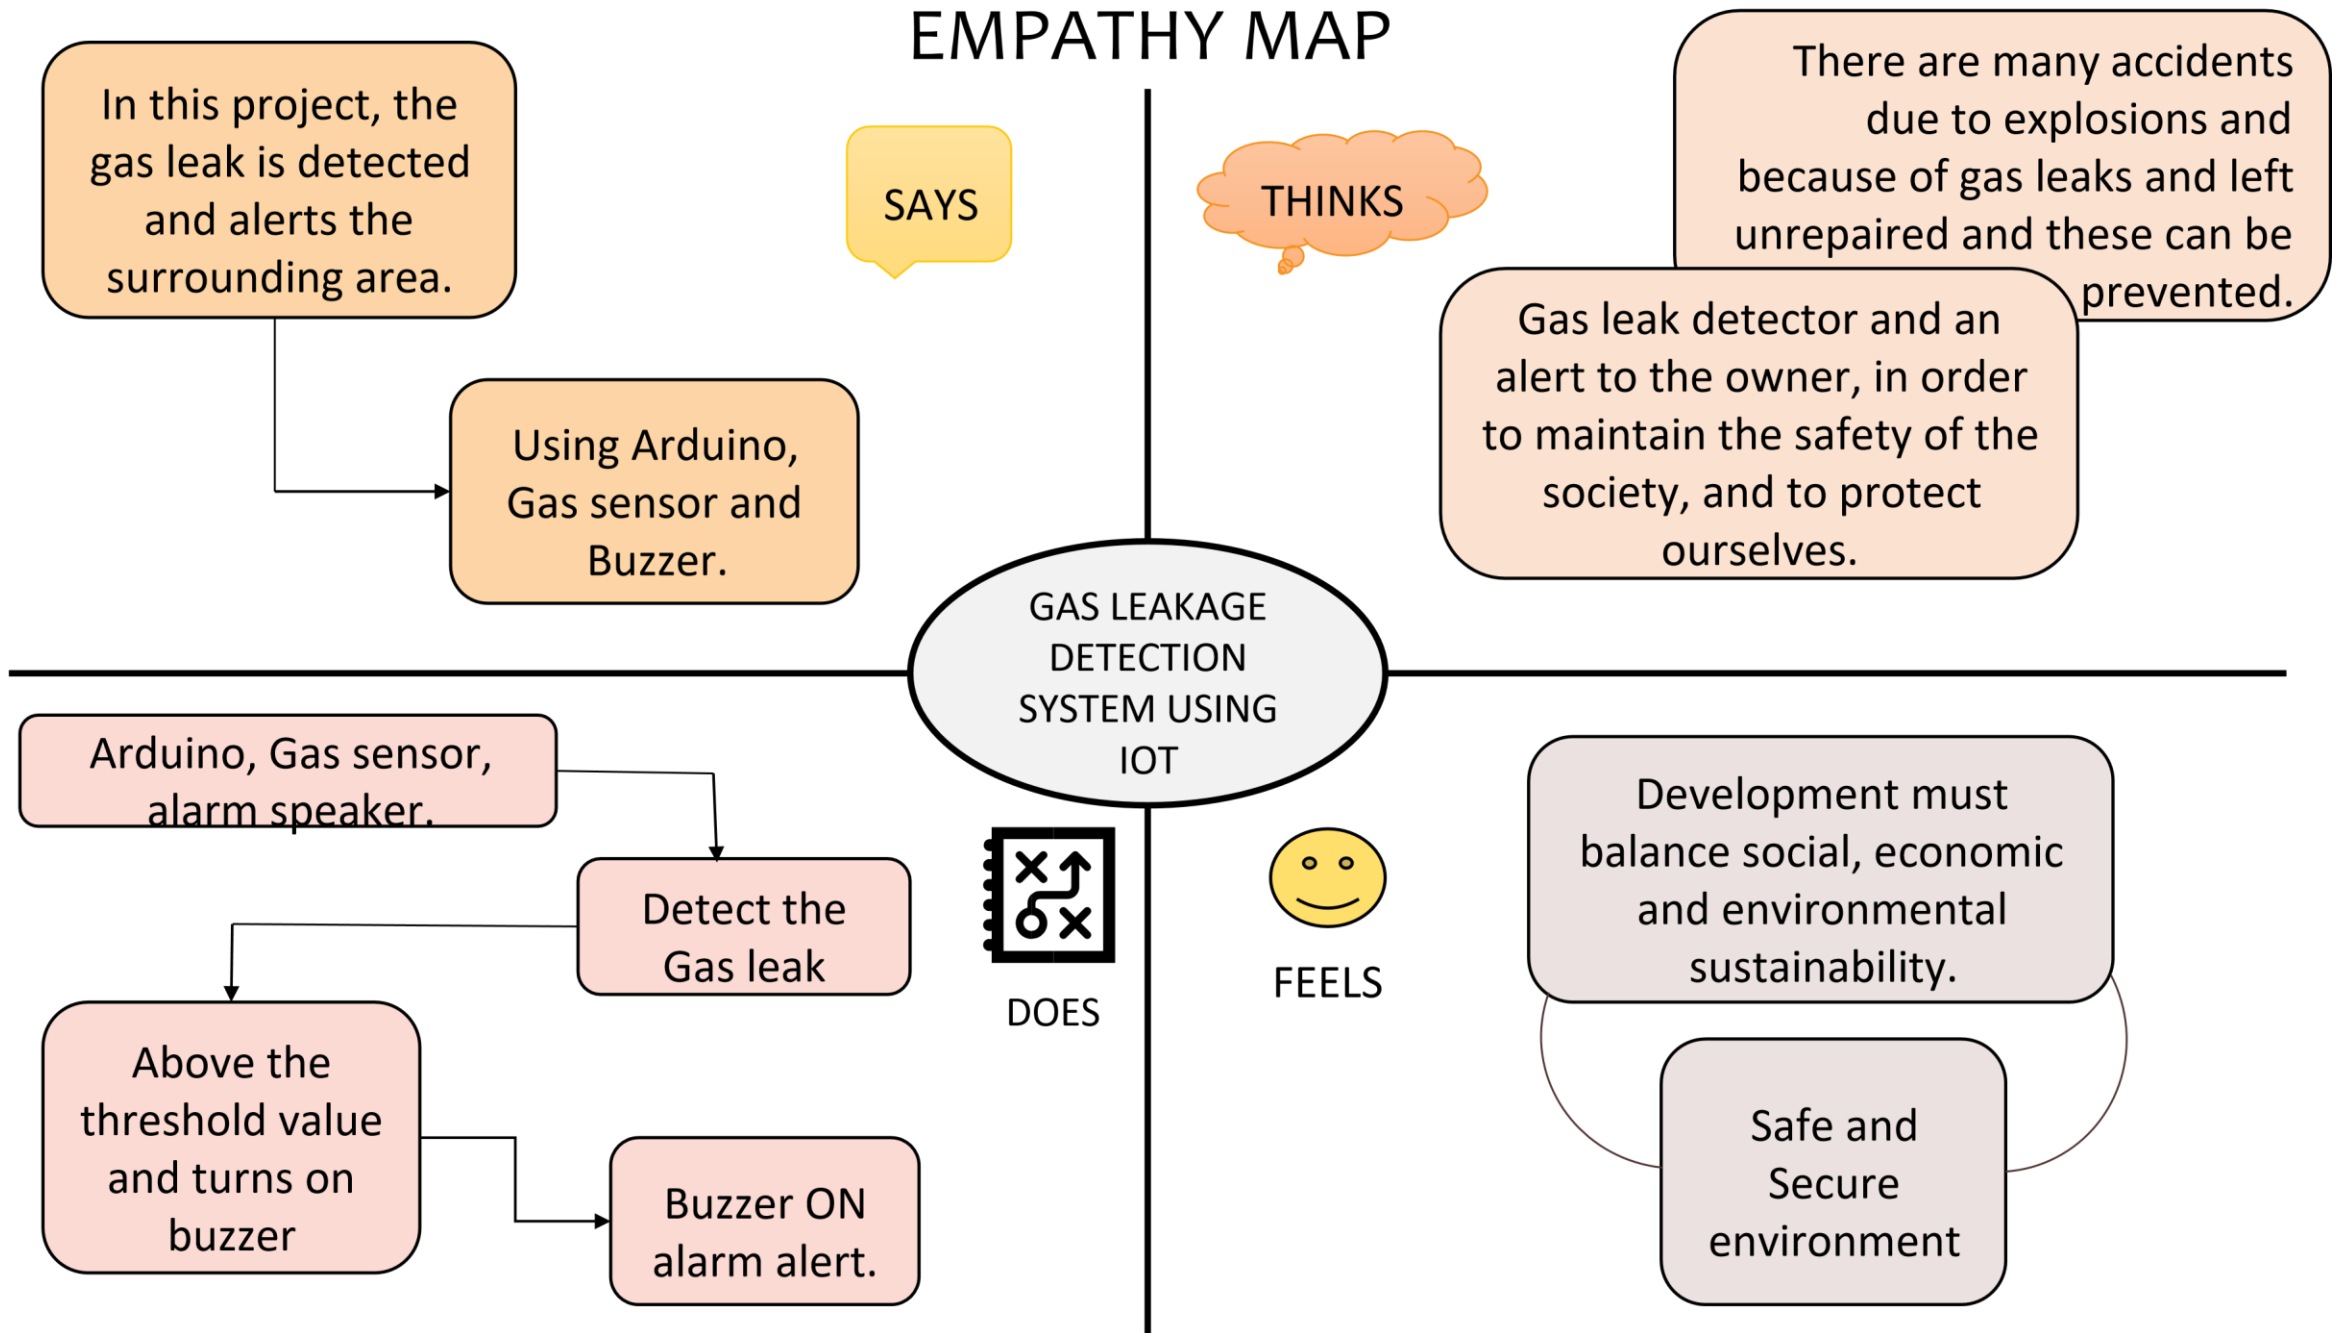 EMPATHY MAP
In this project, the
gas leak is detected
and alerts the
surrounding area.
SAYS
Using Arduino,
Gas sensor and
Buzzer.
THINKS
There are many accidents
due to explosions and
because of gas leaks and left
unrepaired and these can be
prevented.
Gas leak detector and an
alert to the owner, in order
to maintain the safety of the
society, and to protect
ourselves.
GAS LEAKAGE
DETECTION
SYSTEM USING
IOT
Arduino, Gas sensor,
alarm speaker.
Detect the
Gas leak
Above the
threshold value
and turns on
buzzer
Buzzer ON
alarm alert.
DOES
FEELS
Development must
balance social, economic
and environmental
sustainability.
Safe and
Secure
environment